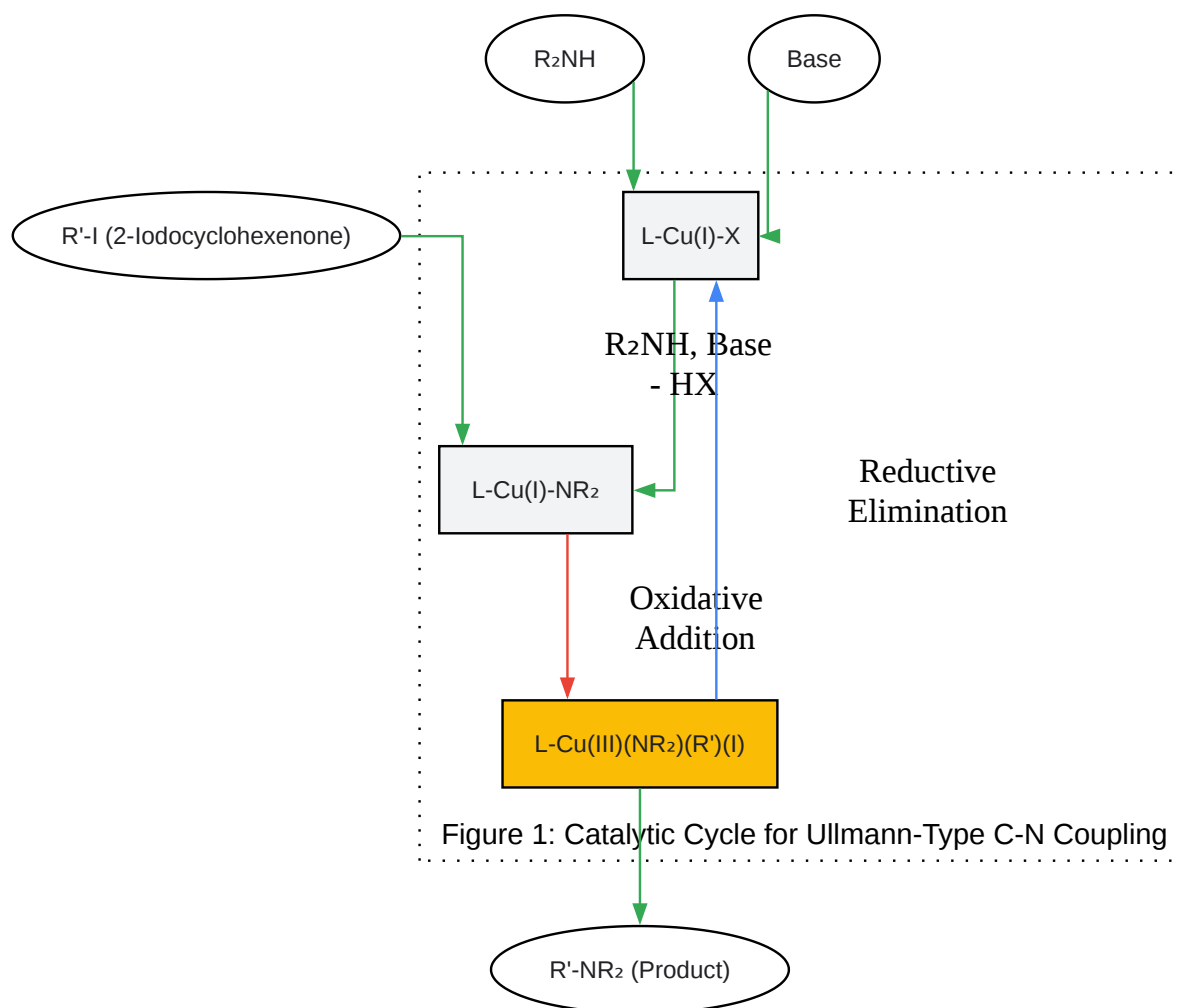 R₂NH
Base
R'-I (2-Iodocyclohexenone)
L-Cu(I)-X
R₂NH, Base
- HX
L-Cu(I)-NR₂
Reductive
Elimination
Oxidative
Addition
L-Cu(III)(NR₂)(R')(I)
Figure 1: Catalytic Cycle for Ullmann-Type C-N Coupling
R'-NR₂ (Product)